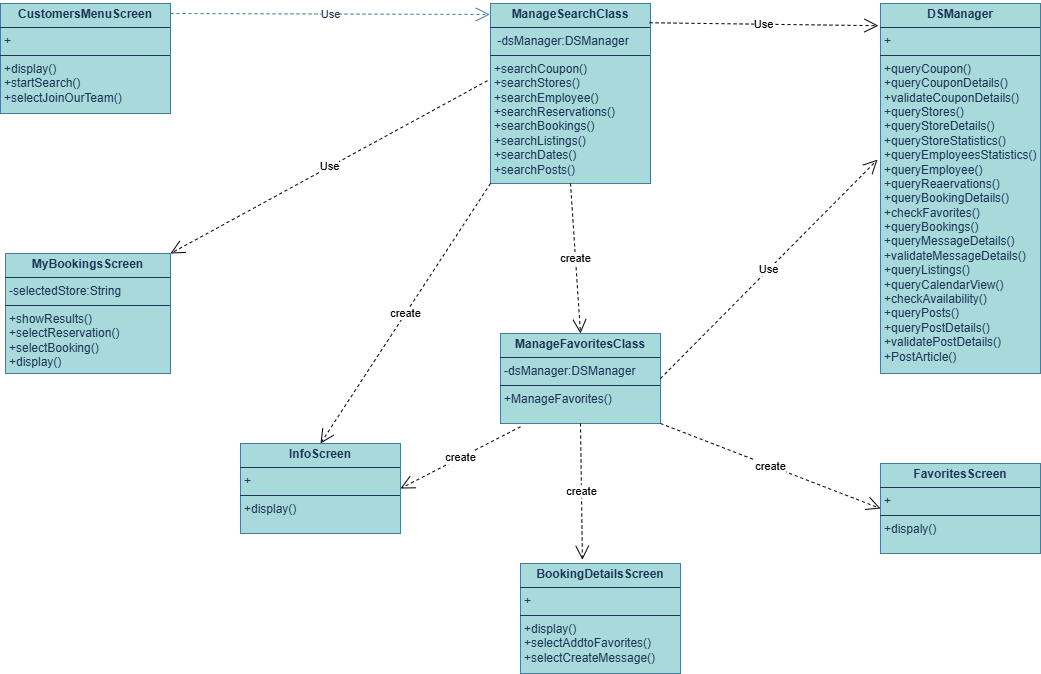 CustomersMenuScreen
+
+display()
+startSearch()
+selectJoinOurTeam()
Use
ManageSearchClass
-dsManager:DSManager
+searchCoupon()
+searchStores()
+searchEmployee()
+searchReservations()
+searchBookings()
+searchListings()
+searchDates()
+searchPosts()
Use
DSManager
+
+queryCoupon()
+queryCouponDetails()
+validateCouponDetails()
+queryStores()
+queryStoreDetails()
+queryStoreStatistics()
+queryEmployeesStatistics()
+queryEmployee()
+queryReaervations()
+queryBookingDetails()
+checkFavorites()
+queryBookings()
+queryMessageDetails()
+validateMessageDetails()
+queryListings()
+queryCalendarView()
+checkAvailability()
+queryPosts()
+queryPostDetails()
+validatePostDetails()
+PostArticle()
Use
MyBookingsScreen
-selectedStore:String
+showResults()
+selectReservation()
+selectBooking()
+display()
create
create
Use
ManageFavoritesClass
-dsManager:DSManager
+ManageFavorites()
create
create
create
InfoScreen
+
+display()
FavoritesScreen
+
+dispaly()
BookingDetailsScreen
+
+display()
+selectAddtoFavorites()
+selectCreateMessage()